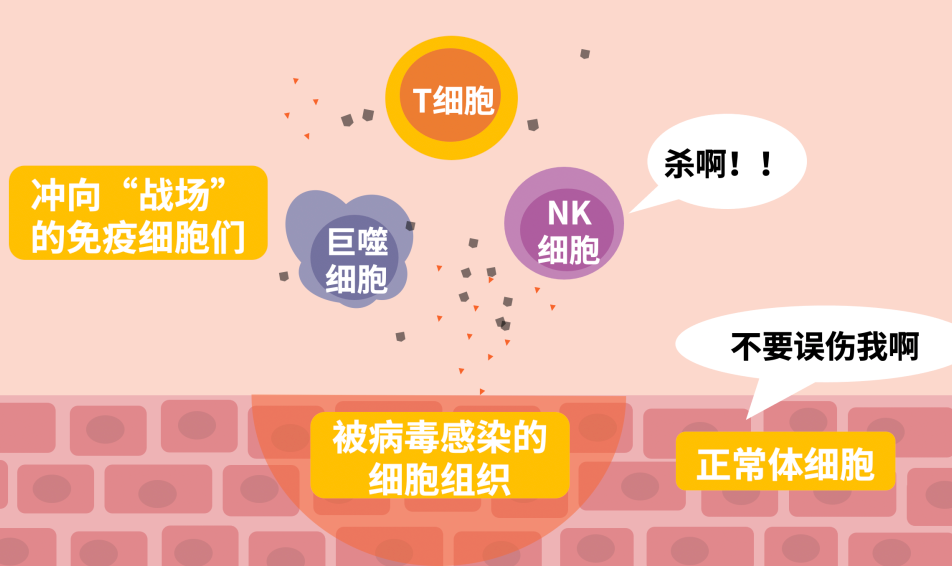 T细胞
杀啊！！
冲向“战场”
的免疫细胞们
NK
细胞
巨噬
细胞
不要误伤我啊
被病毒感染的
细胞组织
正常体细胞